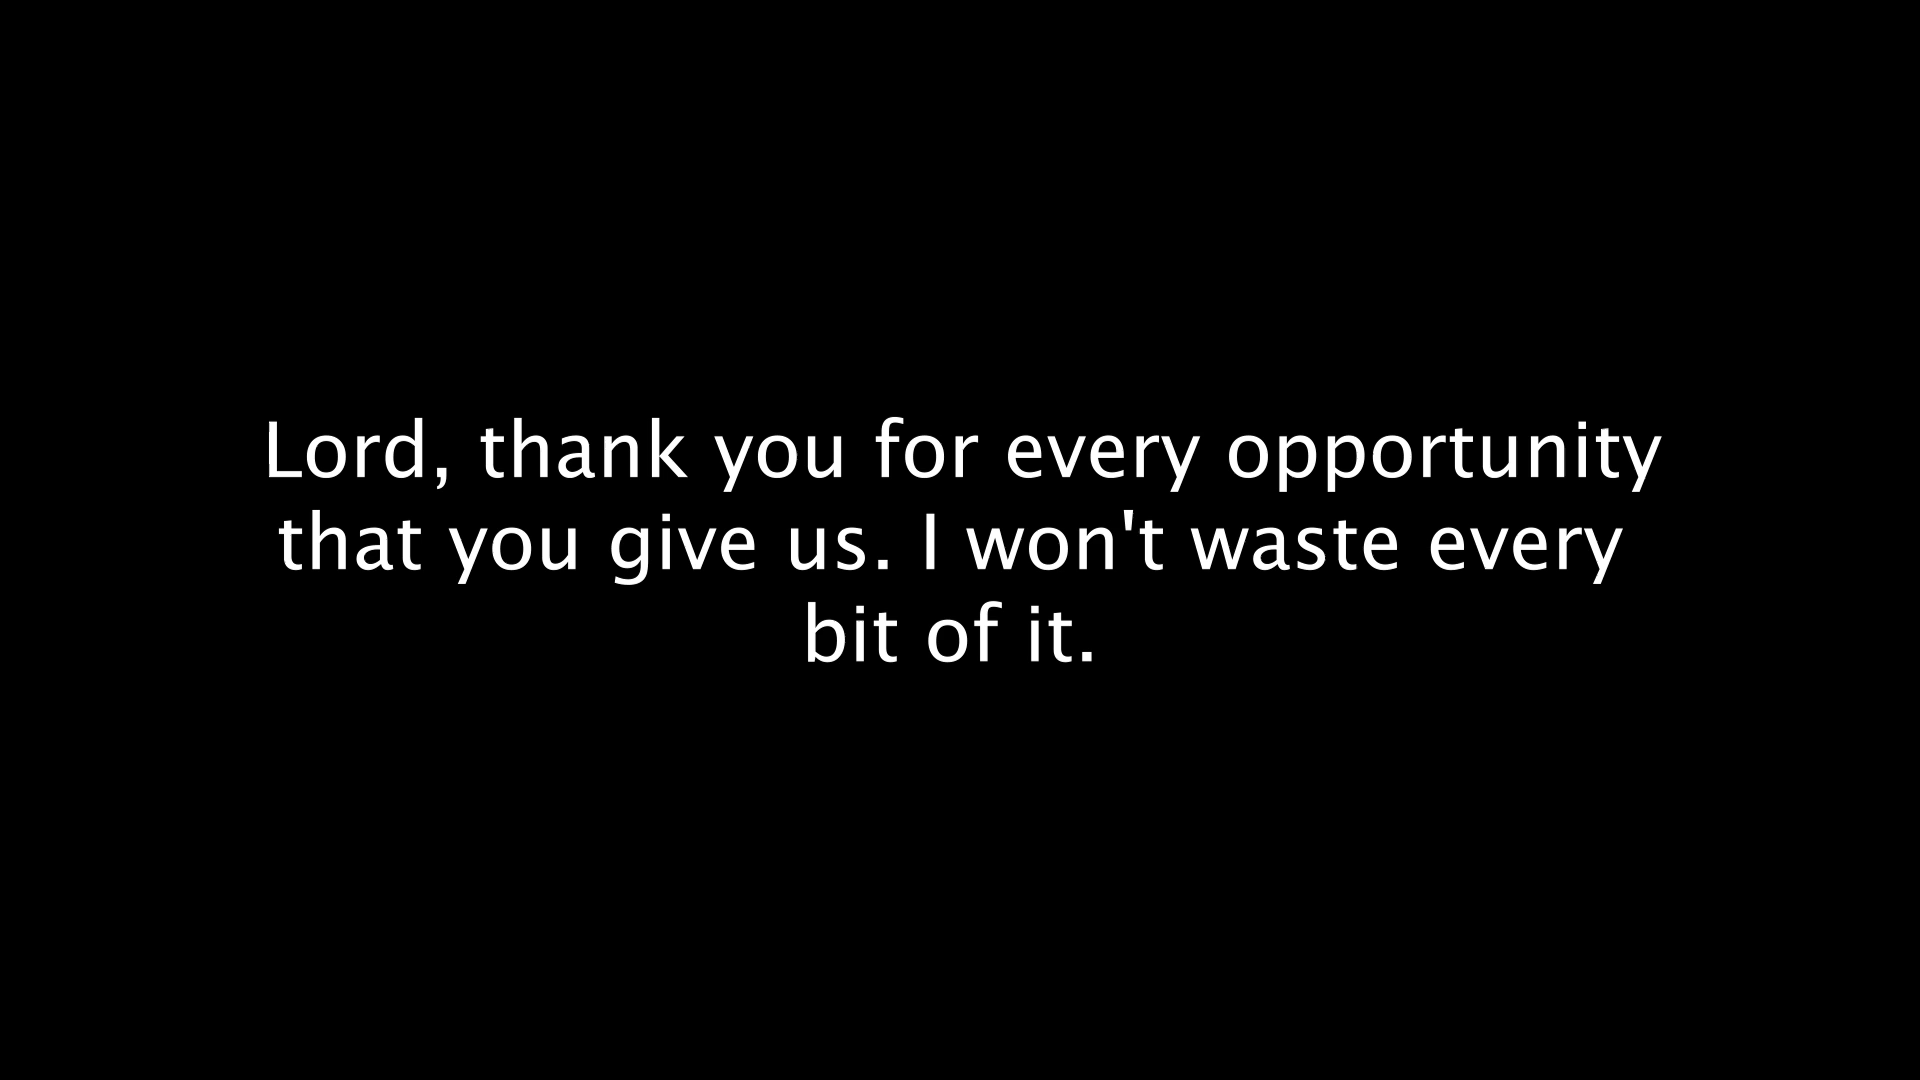 Lord, thank you for every opportunity
that you give us. I won't waste every
bit of it.